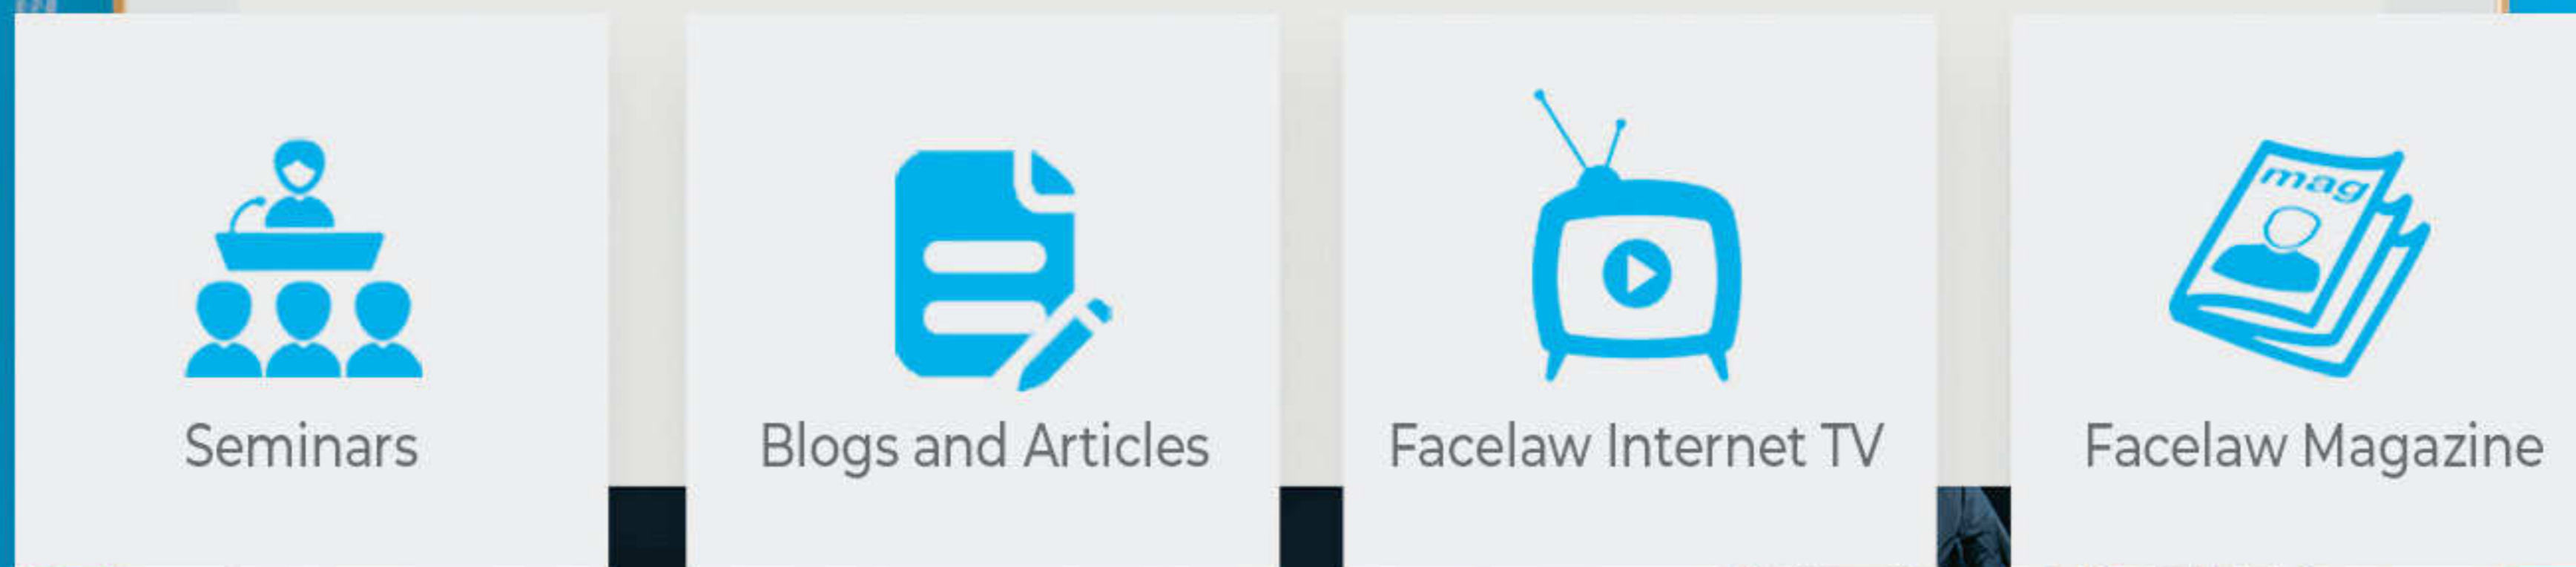 mag
Seminars
Blogs and Articles
Facelaw Internet TV
Facelaw Magazine